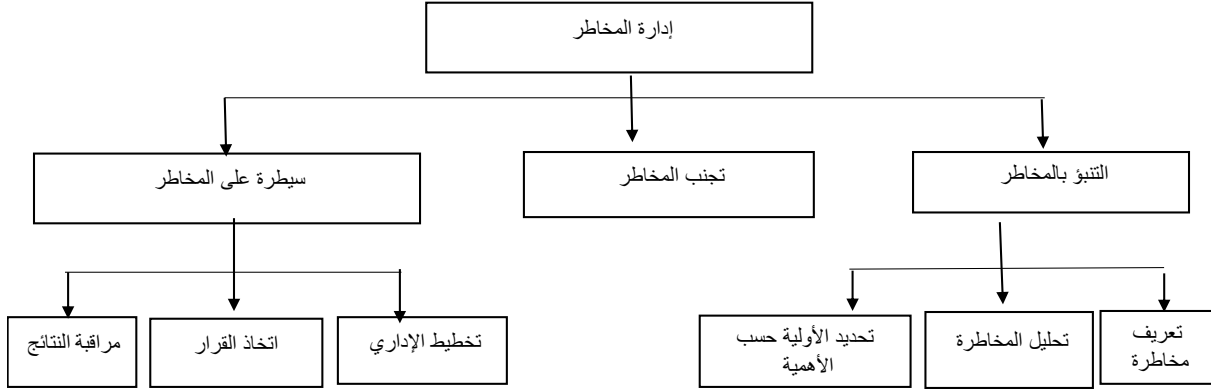 إدارة المخاطر
التنبؤ بالمخاطر
تجنب المخاطر
سيطرة على المخاطر
تعريف
مخاطرة
تحليل المخاطرة
تحديد الأولية حسب
الأهمية
تخطيط الإداري
اتخاذ القرار
مراقبة النتائج